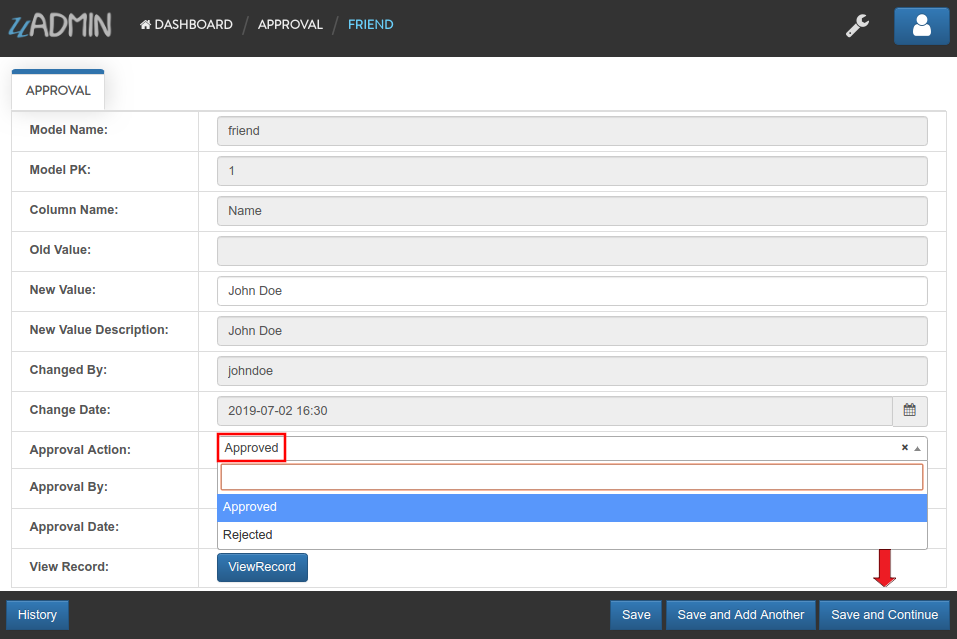 uADMIN DASHBOARD / APPROVAL / FRIEND
APPROVAL
Model Name: friend
Model PK: 1
Column Name: Name
Old Value:
New Value: John Doe
New Value Description: John Doe
Changed By: johndoe
Change Date: 2019-07-02 16:30
Approval Action: Approved ×
Approval By:
Approved
Approval Date:
Rejected
View Record: ViewRecord
History Save Save and Add Another Save and Continue